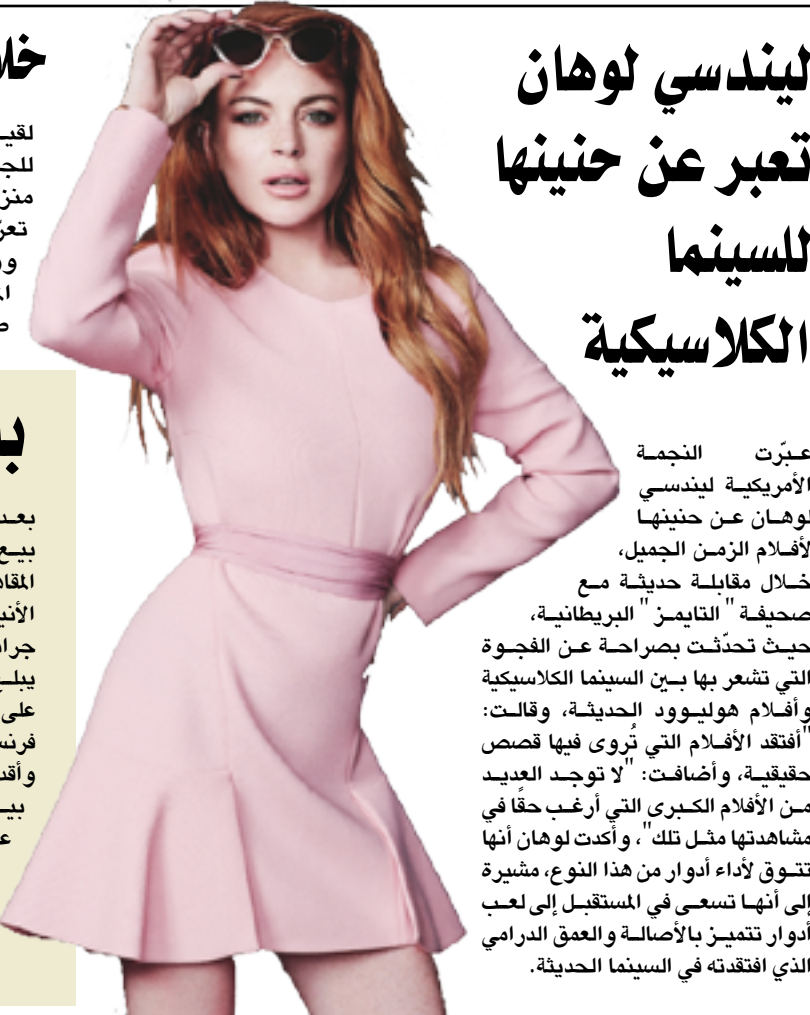 ليندسي لوهان
تعبر عن حنينها
للسينما
الكلاسيكية
عبّرت النجمة
الأمريكية ليندسي
لوهان عن حنينها
لأفلام الزمن الجميل،
خلال مقابلة حديثة مع
صحيفة " التايمز " البريطانية،
حيث تحدّثت بصراحة عن الفجوة
التي تشعر بها بين السينما الكلاسيكية
وأفلام هوليوود الحديثة، وقالت:
"أفتقد الأفلام التي تُروى فيها قصص
حقيقية، وأضافت: "لا توجد العديد
من الأفلام الكبرى التي أرغب حقًا في
مشاهدتها مثل تلك"، وأكدت لوهان أنها
تتوق لأداء أدوار من هذا النوع، مشيرة
إلى أنها تسعى في المستقبل إلى لعب
أدوار تتميز بالأصالة والعمق الدرامي
الذي افتقدته في السينما الحديثة.
بعد
بيع
على